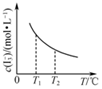 c(I₃⁻)/(mol·L⁻¹)
0
T₁ T₂ T/℃